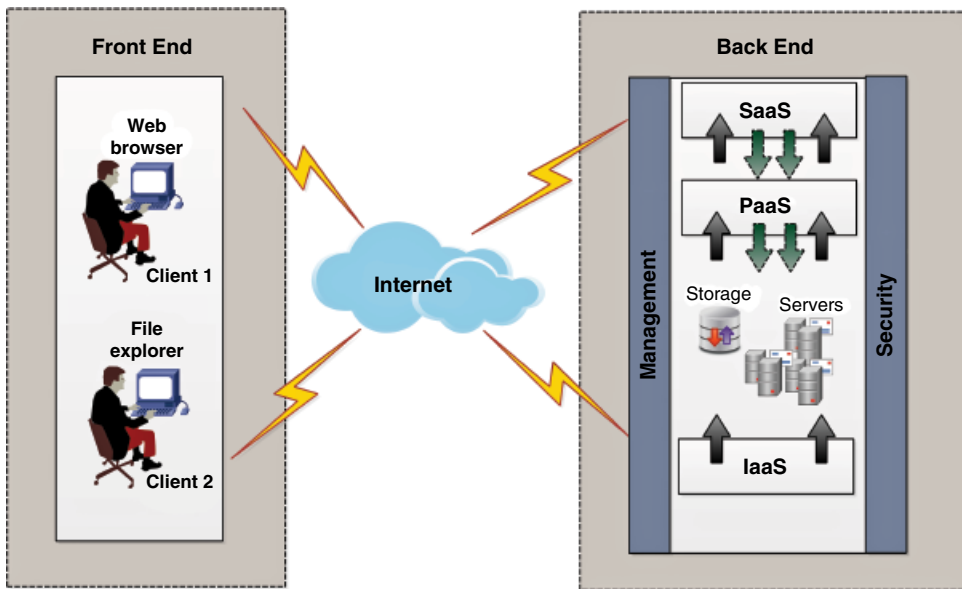 Front End
Web
browser
Client 1
File
explorer
Client 2
Internet
Back End
Management
SaaS
PaaS
Storage
Servers
IaaS
Security